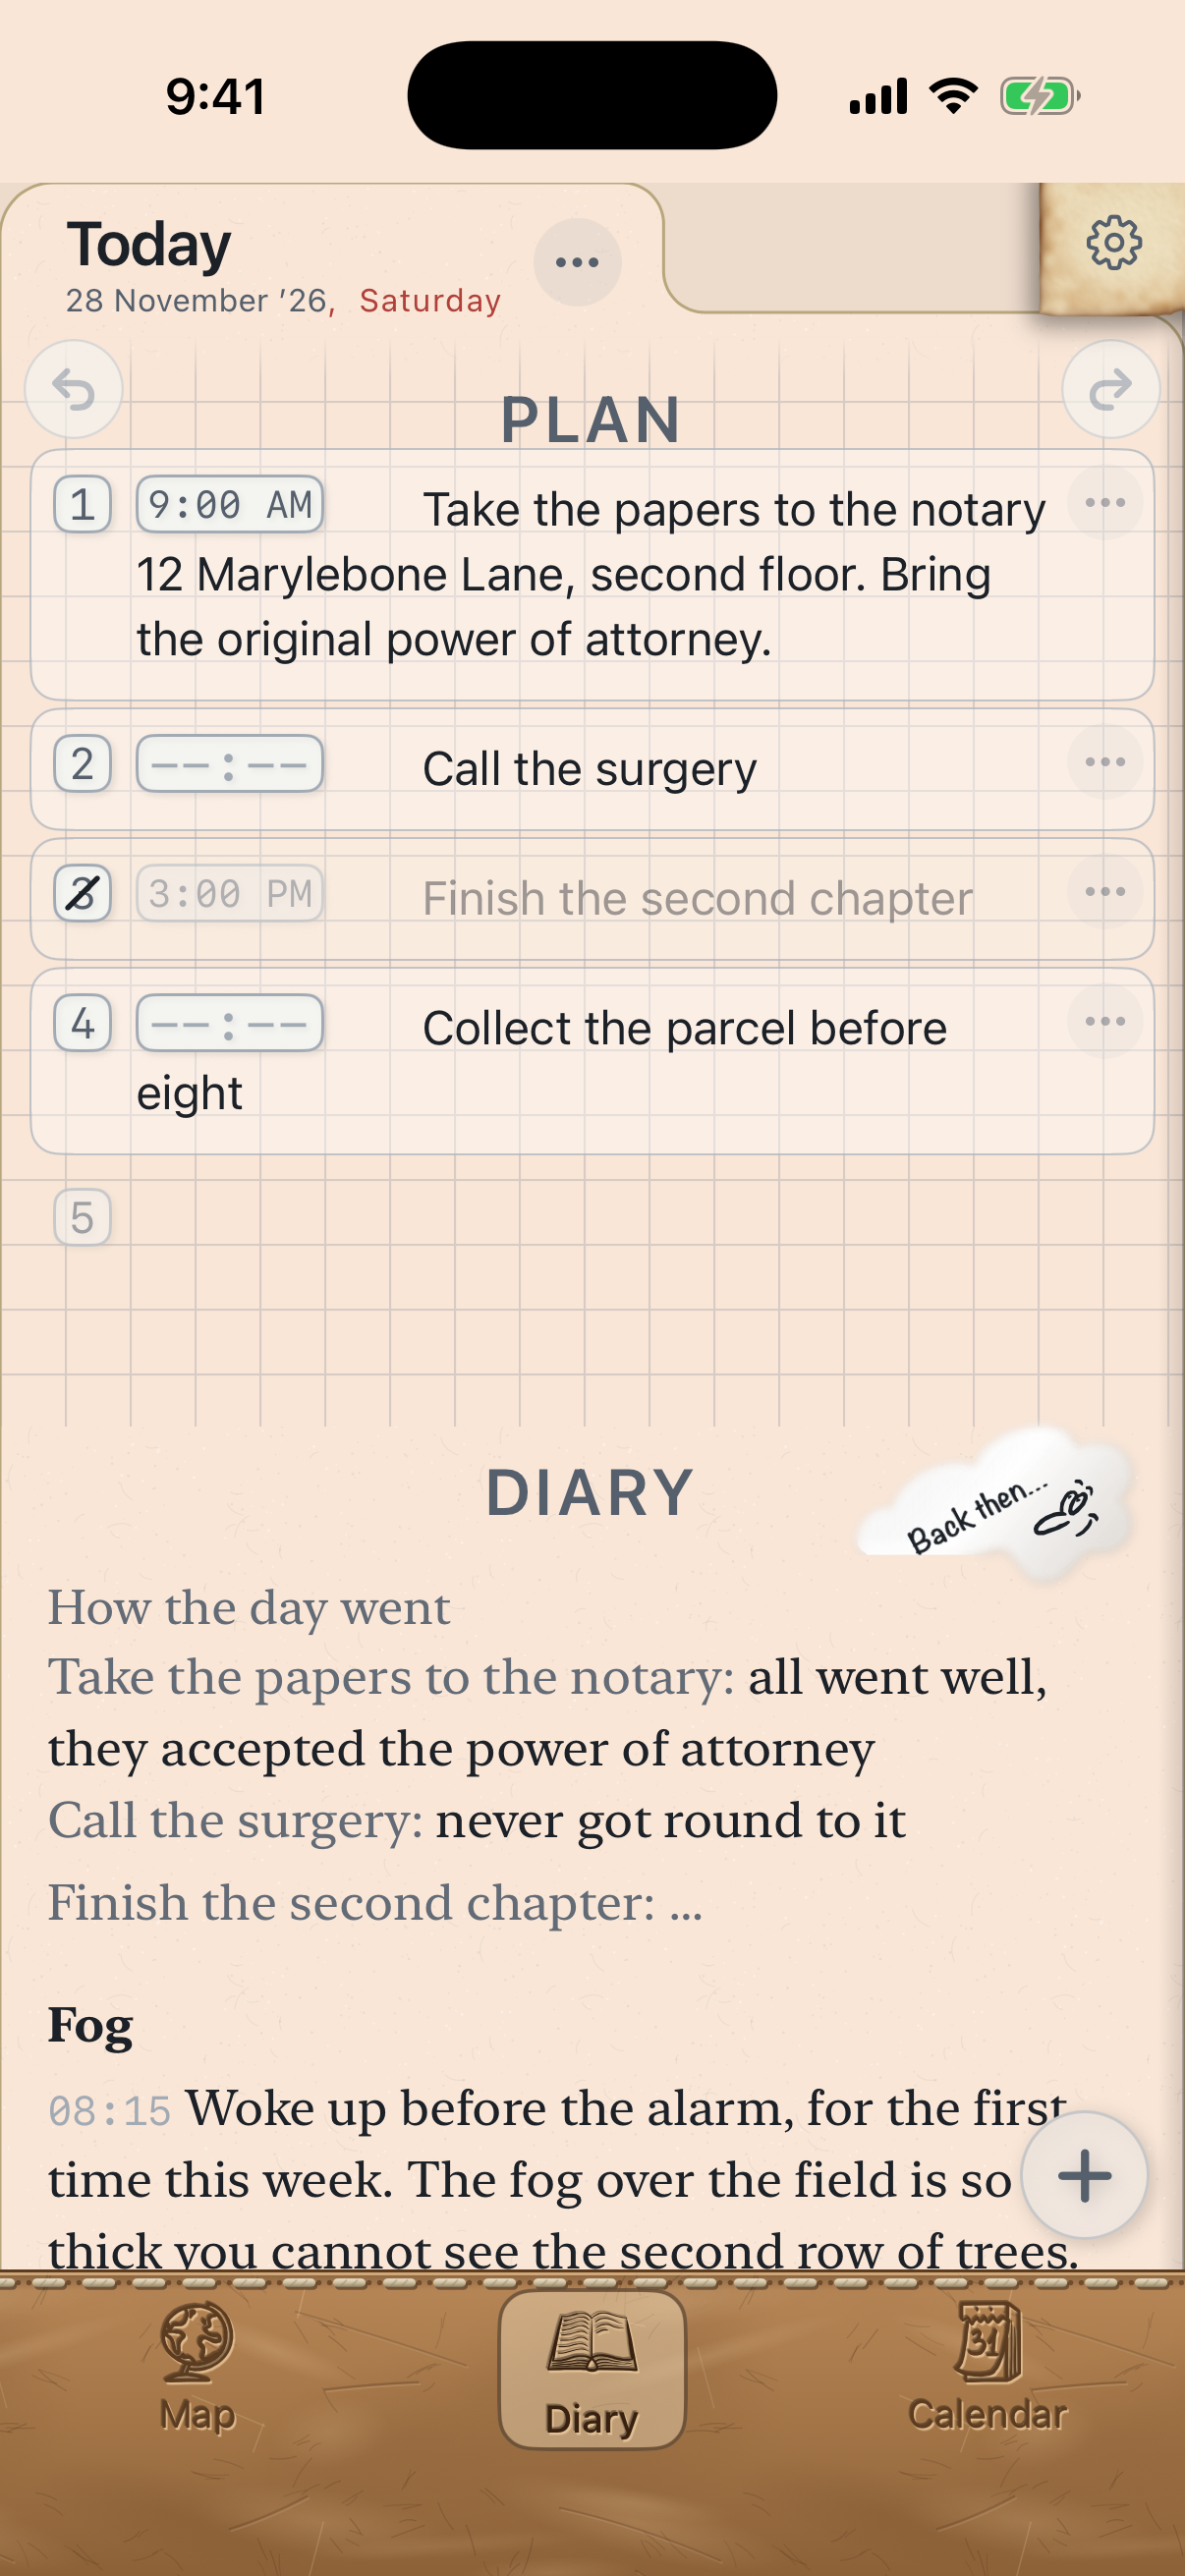 9:41
Today
28 November ’26, Saturday
PLAN
1 9:00 AM Take the papers to the notary
12 Marylebone Lane, second floor. Bring
the original power of attorney.
2 --:-- Call the surgery
3 3:00 PM Finish the second chapter
4 --:-- Collect the parcel before
eight
5
DIARY
Back then...
How the day went
Take the papers to the notary: all went well,
they accepted the power of attorney
Call the surgery: never got round to it
Finish the second chapter: ...
Fog
08:15 Woke up before the alarm, for the first
time this week. The fog over the field is so
thick you cannot see the second row of trees.
Map
Diary
31
Calendar